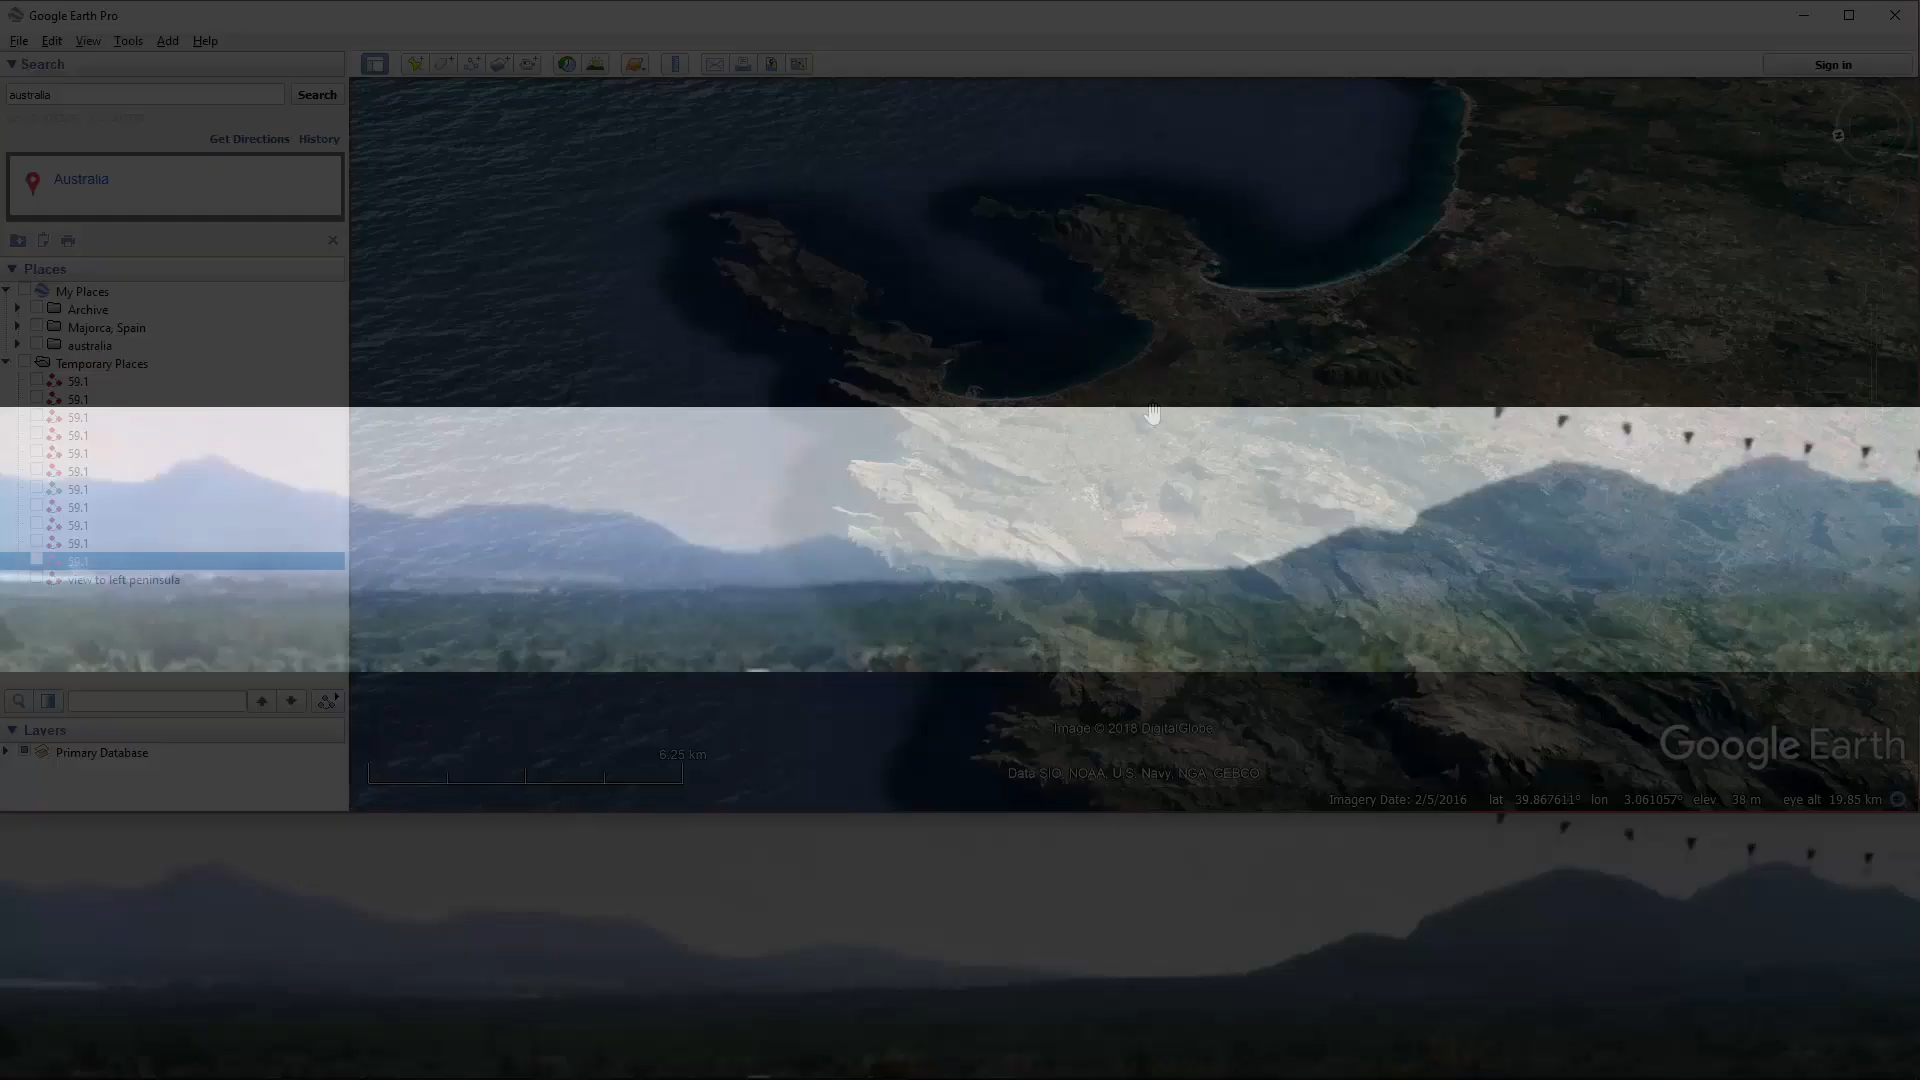 Google Earth Pro
File Edit View Tools Add Help
Search
Sign in
australia Search
Get Directions History
Australia
Places
My Places
Archive
Majorca, Spain
australia
Temporary Places
59.1
59.1
59.1
59.1
59.1
59.1
59.1
59.1
59.1
59.1
59.1
view to left peninsula
Layers
Primary Database
Image © 2018 DigitalGlobe
Google Earth
6.25 km
Data SIO, NOAA, U.S. Navy, NGA, GEBCO
Imagery Date: 2/5/2016 lat 39.867611° lon 3.061057° elev 38 m eye alt 19.85 km